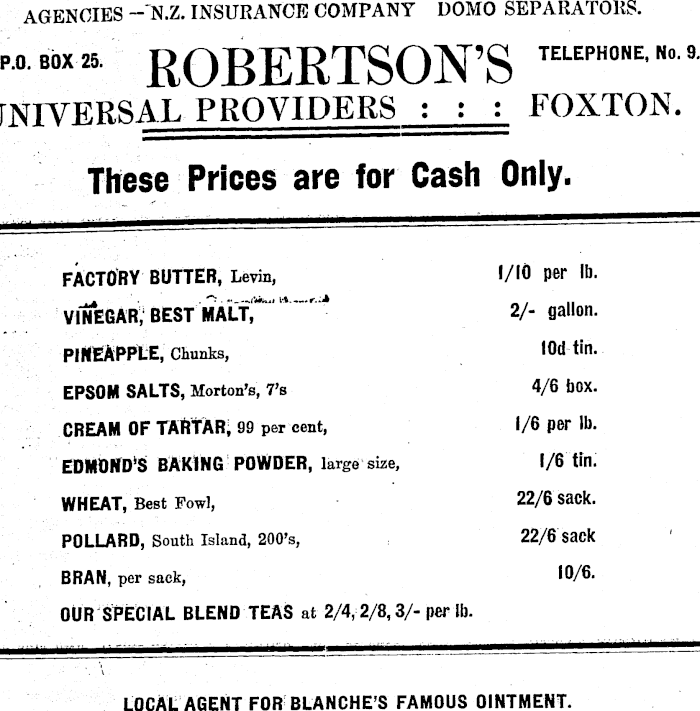 AGENCIES — N.Z. INSURANCE COMPANY DOMO SEPARATORS.
P.O. BOX 25. ROBERTSON'S TELEPHONE, No. 9.
UNIVERSAL PROVIDERS : : : FOXTON.
These Prices are for Cash Only.
FACTORY BUTTER, Levin, 1/10 per lb.
VINEGAR, BEST MALT, 2/- gallon.
PINEAPPLE, Chunks, 10d tin.
EPSOM SALTS, Morton's, 7's 4/6 box.
CREAM OF TARTAR, 99 per cent, 1/6 per lb.
EDMOND'S BAKING POWDER, large size, 1/6 tin.
WHEAT, Best Fowl, 22/6 sack.
POLLARD, South Island, 200's, 22/6 sack
BRAN, per sack, 10/6.
OUR SPECIAL BLEND TEAS at 2/4, 2/8, 3/- per lb.
LOCAL AGENT FOR BLANCHE'S FAMOUS OINTMENT.